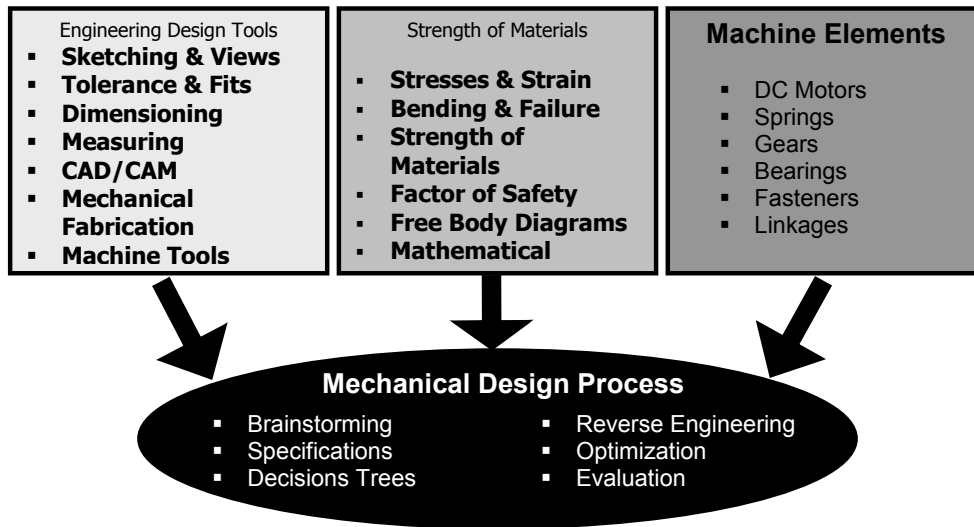 Engineering Design Tools
▪ Sketching & Views
▪ Tolerance & Fits
▪ Dimensioning
▪ Measuring
▪ CAD/CAM
▪ Mechanical
Fabrication
▪ Machine Tools
Strength of Materials
▪ Stresses & Strain
▪ Bending & Failure
▪ Strength of
Materials
▪ Factor of Safety
▪ Free Body Diagrams
▪ Mathematical
Machine Elements
▪ DC Motors
▪ Springs
▪ Gears
▪ Bearings
▪ Fasteners
▪ Linkages
Mechanical Design Process
▪ Brainstorming
▪ Specifications
▪ Decisions Trees
▪ Reverse Engineering
▪ Optimization
▪ Evaluation